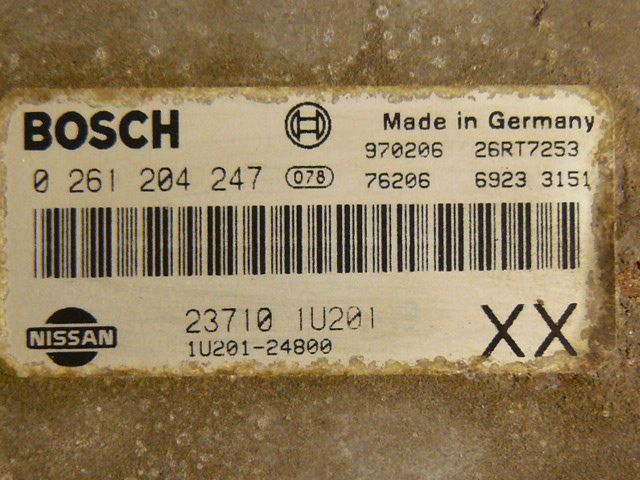 BOSCH Made in Germany
970206 26RT7253
0 261 204 247 078 76206 6923 3151
NISSAN 23710 1U201 XX
1U201-24800